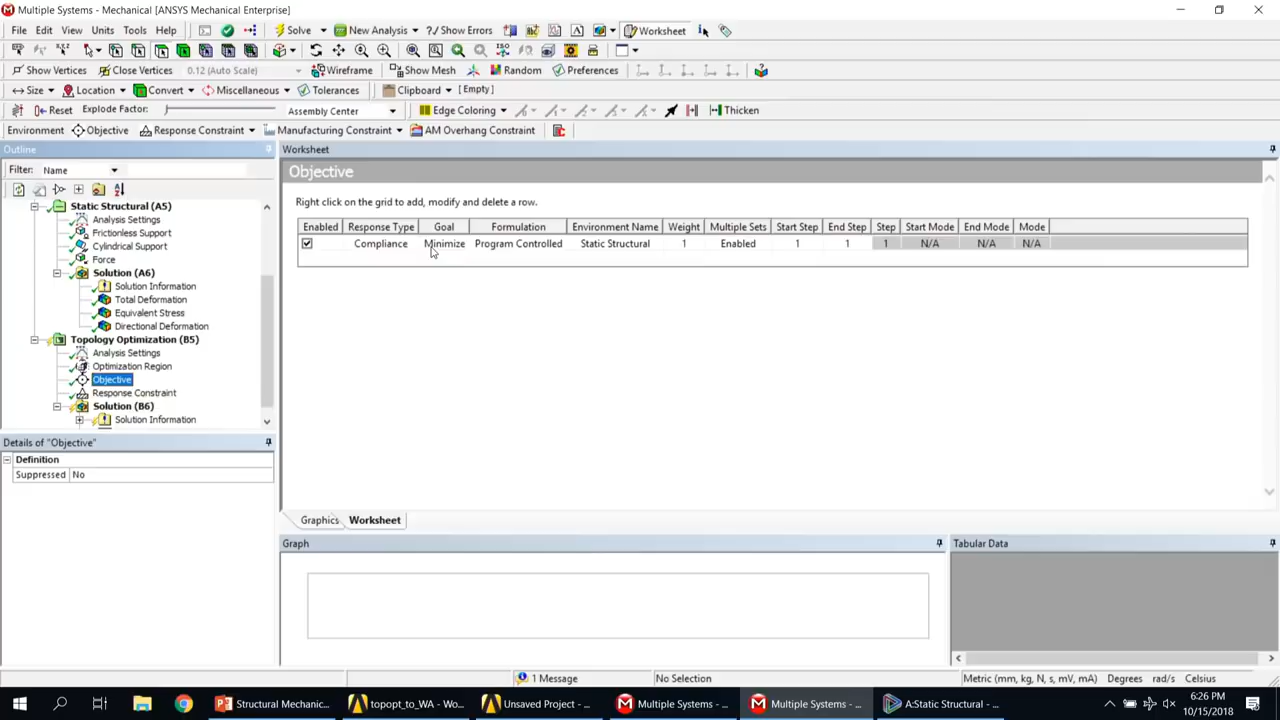 Multiple Systems - Mechanical [ANSYS Mechanical Enterprise]
File Edit View Units Tools Help Solve New Analysis Show Errors Worksheet
Show Vertices Close Vertices 0.12 (Auto Scale) Wireframe Show Mesh Random Preferences
Size Location Convert Miscellaneous Tolerances Clipboard [Empty]
Reset Explode Factor: Assembly Center Edge Coloring Thicken
Environment Objective Response Constraint Manufacturing Constraint AM Overhang Constraint
Outline
Filter: Name
Static Structural (A5)
Analysis Settings
Frictionless Support
Cylindrical Support
Force
Solution (A6)
Solution Information
Total Deformation
Equivalent Stress
Directional Deformation
Topology Optimization (B5)
Analysis Settings
Optimization Region
Objective
Response Constraint
Solution (B6)
Solution Information
Details of "Objective"
Definition
Suppressed No
Worksheet
Objective
Right click on the grid to add, modify and delete a row.
Enabled Response Type Goal Formulation Environment Name Weight Multiple Sets Start Step End Step Step Start Mode End Mode Mode
Compliance Minimize Program Controlled Static Structural 1 Enabled 1 1 1 N/A N/A N/A
Graphics Worksheet
Graph
Tabular Data
1 Message No Selection Metric (mm, kg, N, s, mV, mA) Degrees rad/s Celsius
Structural Mechanic... topopt_to_WA - Wo... Unsaved Project - ... Multiple Systems - ... Multiple Systems - ... A:Static Structural - ...
6:26 PM
10/15/2018